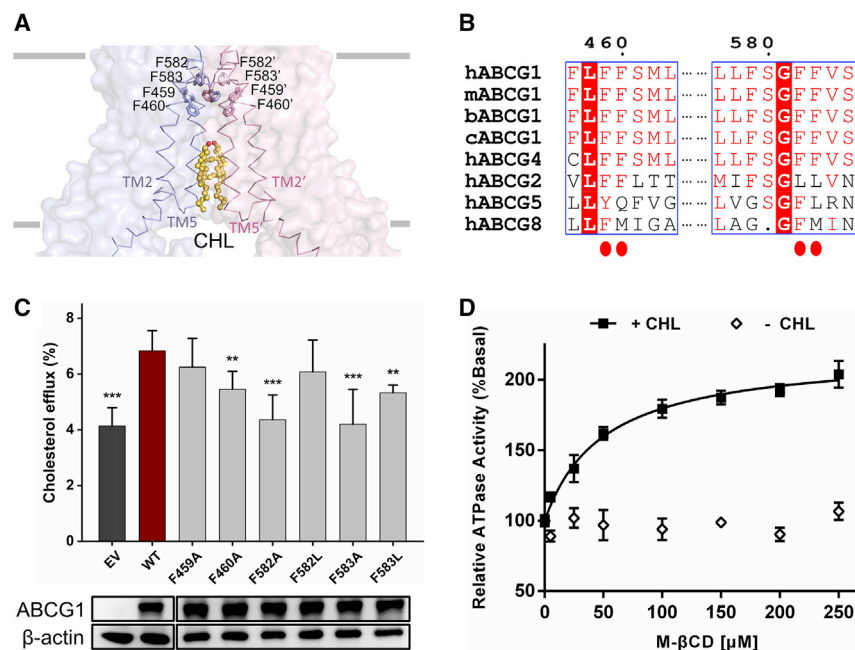 A
F582
F583
F459
F460
F582'
F583'
F459'
F460'
TM2
TM2'
TM5
TM5'
CHL
B
460 580
hABCG1 FLFFSML ······ LLFSGFFVS
mABCG1 FLFFSML ······ LLFSGFFVS
bABCG1 FLFFSML ······ LLFSGFFVS
cABCG1 FLFFSML ······ LLFSGFFVS
hABCG4 CLFFSML ······ LLFSGFFVS
hABCG2 VLFFLTT ······ MIFSGLLVN
hABCG5 LLYQFVG ······ LVGSGFLRN
hABCG8 LLFMIGA ······ LAG.GFMIN
C
Cholesterol efflux (%)
8
6
4
2
0
***
**
***
***
**
EV WT F459A F460A F582A F582L F583A F583L
ABCG1
β-actin
D
+ CHL - CHL
Relative ATPase Activity (%Basal)
200
150
100
50
0 50 100 150 200 250
M-βCD [µM]